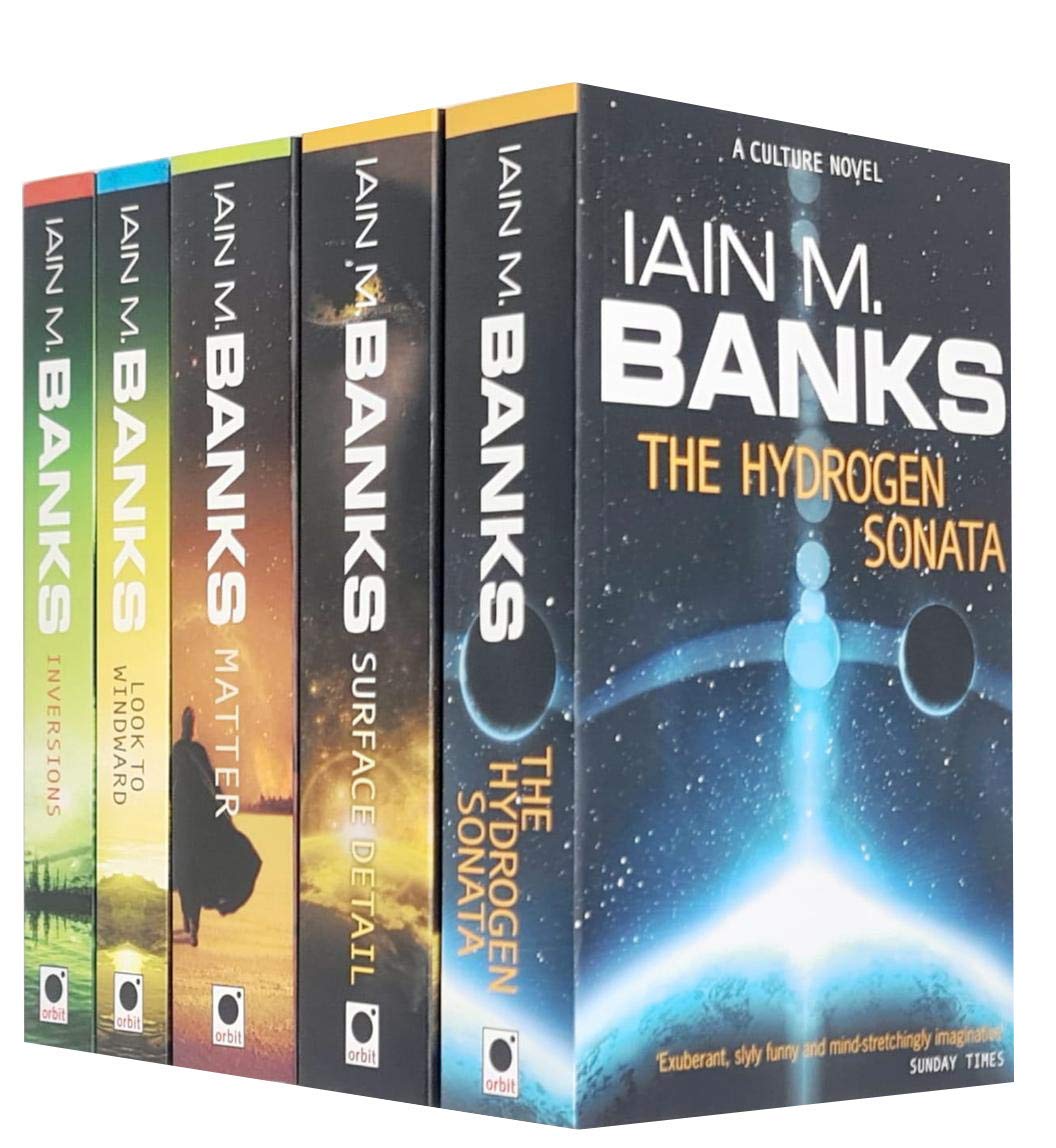 IAIN M. BANKS INVERSIONS
orbit
IAIN M. BANKS LOOK TO
WINDWARD
orbit
IAIN M. BANKS MATTER
orbit
IAIN M. BANKS SURFACE DETAIL
orbit
IAIN M. BANKS THE
HYDROGEN
SONATA
orbit
A CULTURE NOVEL
IAIN M.
BANKS
THE HYDROGEN
SONATA
'Exuberant, slyly funny and mind-stretchingly imaginative'
SUNDAY TIMES